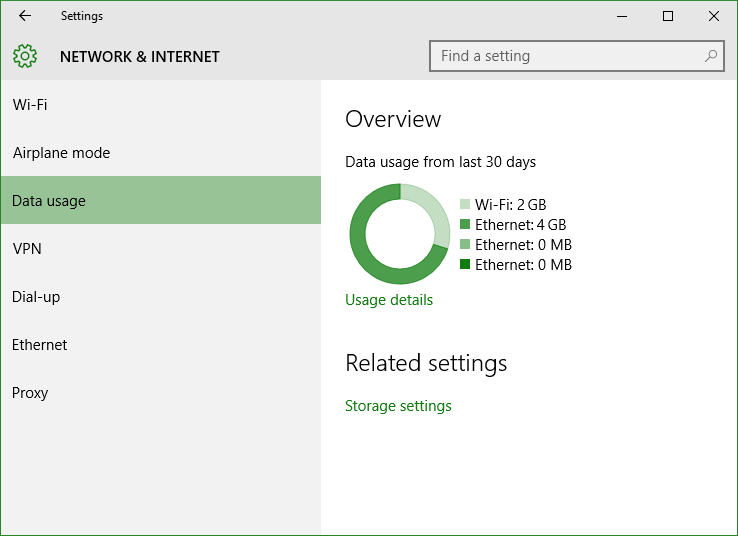 Settings
NETWORK & INTERNET
Find a setting
Wi-Fi
Airplane mode
Data usage
VPN
Dial-up
Ethernet
Proxy
Overview
Data usage from last 30 days
Wi-Fi: 2 GB
Ethernet: 4 GB
Ethernet: 0 MB
Ethernet: 0 MB
Usage details
Related settings
Storage settings